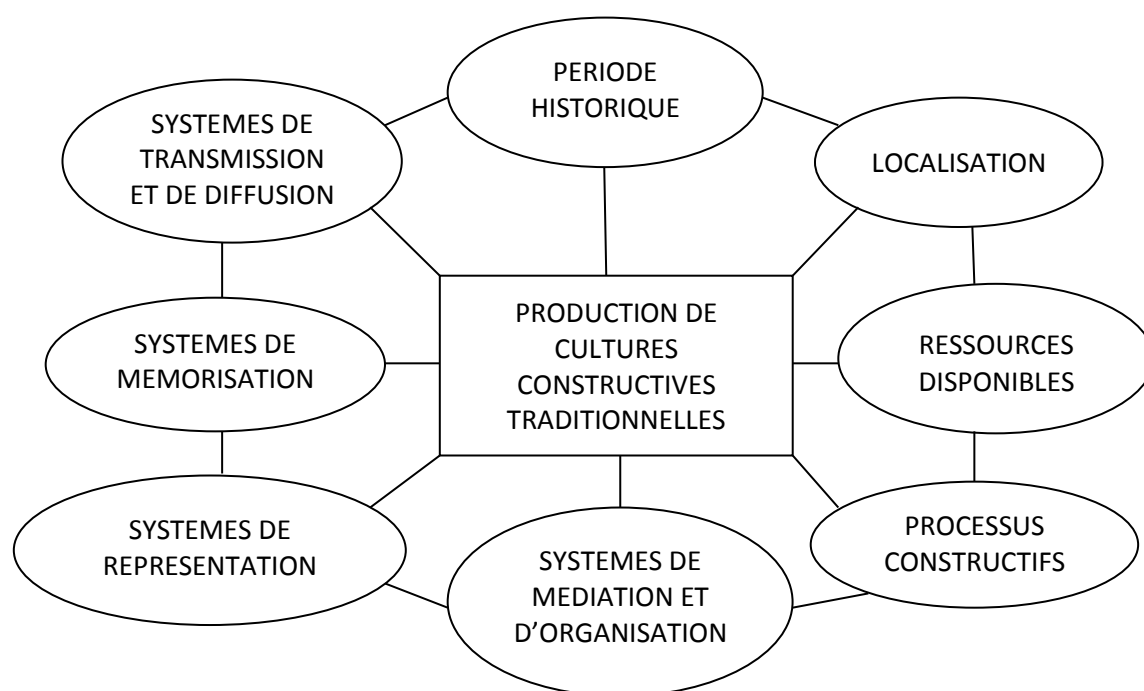 PERIODE
HISTORIQUE
SYSTEMES DE
TRANSMISSION
ET DE DIFFUSION
LOCALISATION
PRODUCTION DE
CULTURES
CONSTRUCTIVES
TRADITIONNELLES
SYSTEMES DE
MEMORISATION
RESSOURCES
DISPONIBLES
SYSTEMES DE
REPRESENTATION
SYSTEMES DE
MEDIATION ET
D’ORGANISATION
PROCESSUS
CONSTRUCTIFS